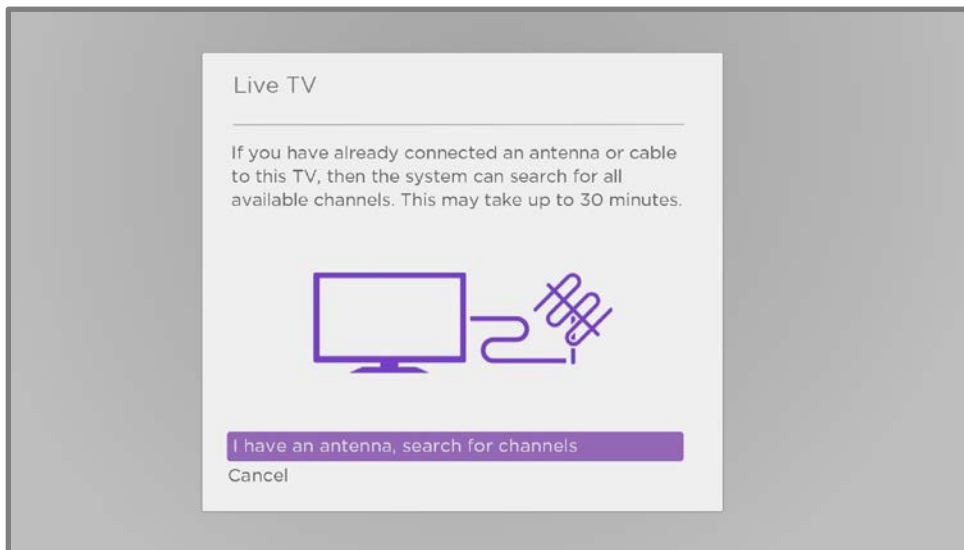 Live TV
If you have already connected an antenna or cable
to this TV, then the system can search for all
available channels. This may take up to 30 minutes.
I have an antenna, search for channels
Cancel